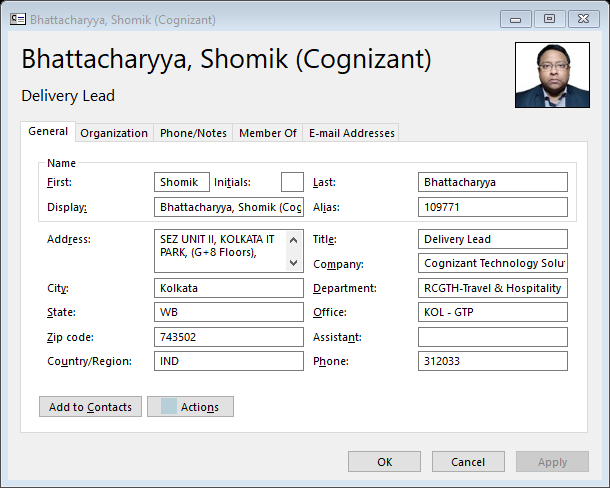 Bhattacharyya, Shomik (Cognizant)
Bhattacharyya, Shomik (Cognizant)
Delivery Lead
General Organization Phone/Notes Member Of E-mail Addresses
Name
First: Shomik Initials: Last: Bhattacharyya
Display: Bhattacharyya, Shomik (Cog Alias: 109771
Address: SEZ UNIT II, KOLKATA IT Title: Delivery Lead
PARK, (G+8 Floors),
Company: Cognizant Technology Solut
City: Kolkata Department: RCGTH-Travel & Hospitality
State: WB Office: KOL - GTP
Zip code: 743502 Assistant:
Country/Region: IND Phone: 312033
Add to Contacts Actions
OK Cancel Apply